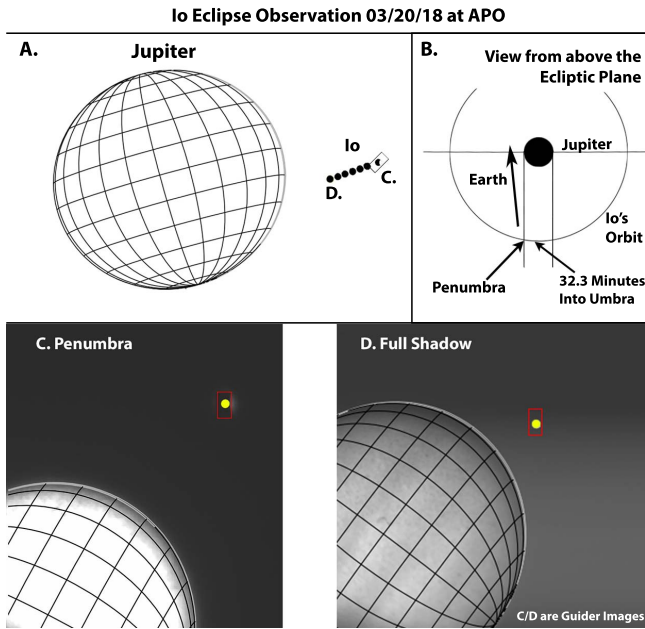 Io Eclipse Observation 03/20/18 at APO
A.
Jupiter
Io
C.
D.
B.
View from above the
Ecliptic Plane
Jupiter
Earth
Io's
Orbit
Penumbra
32.3 Minutes
Into Umbra
C. Penumbra
D. Full Shadow
C/D are Guider Images